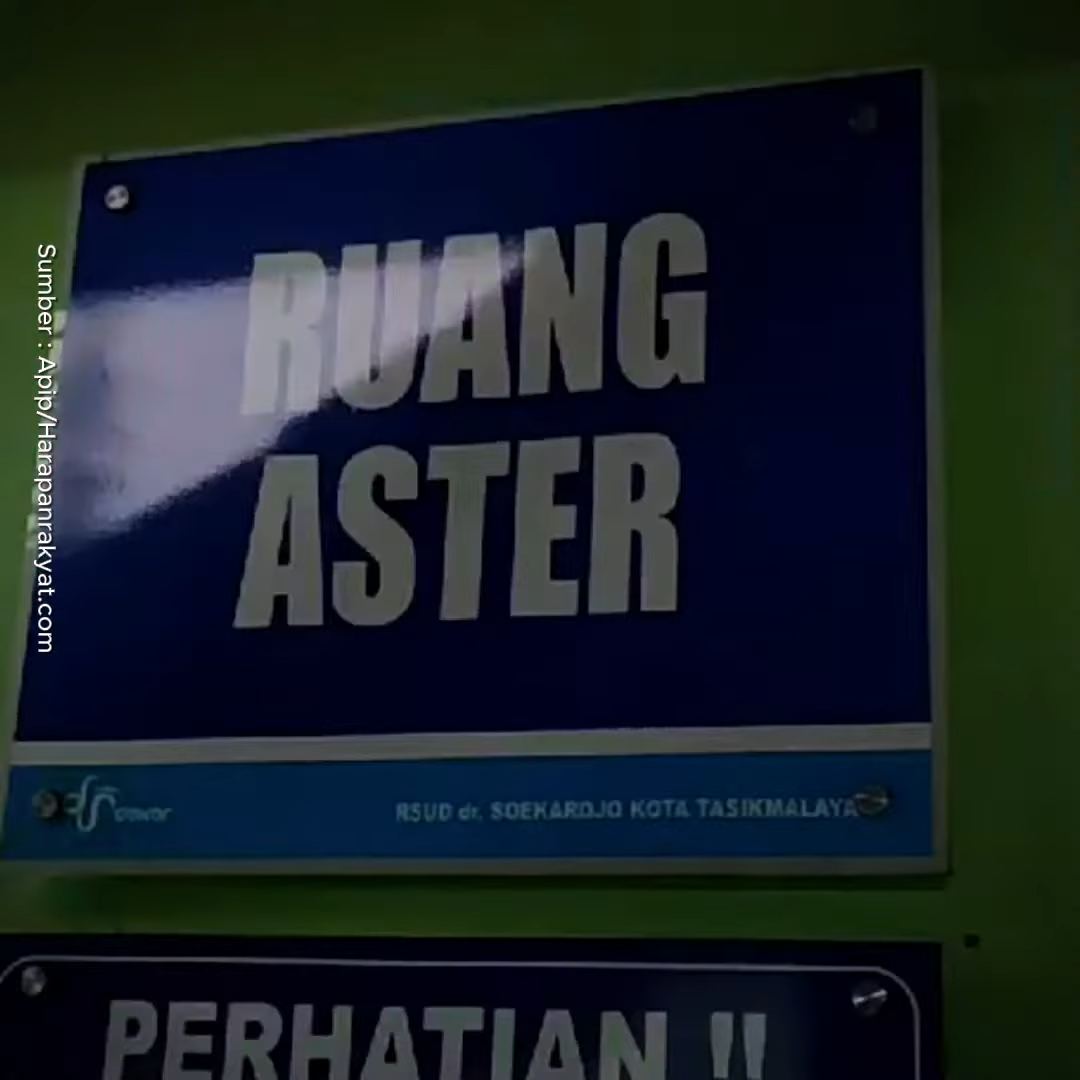 RUANG
ASTER
RSUD dr. SOEKARDJO KOTA TASIKMALAYA
PERHATIAN !!
Sumber : Apip/Harapanrakyat.com